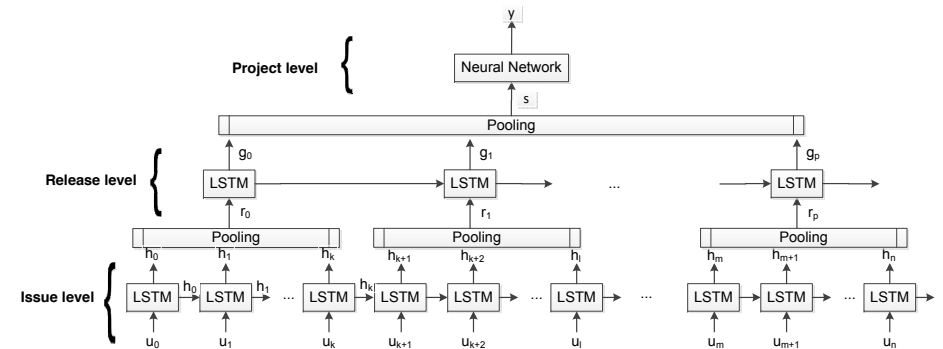 y
Project level
Neural Network
s
Pooling
g0 g1 gp
Release level
LSTM LSTM ... LSTM
r0 r1 rp
Pooling Pooling Pooling
h0 h1 hk hk+1 hk+2 hl hm hm+1 hn
h0 h1 hk
Issue level
LSTM LSTM ... LSTM LSTM LSTM ... LSTM ... LSTM LSTM ... LSTM
u0 u1 uk uk+1 uk+2 ul um um+1 un